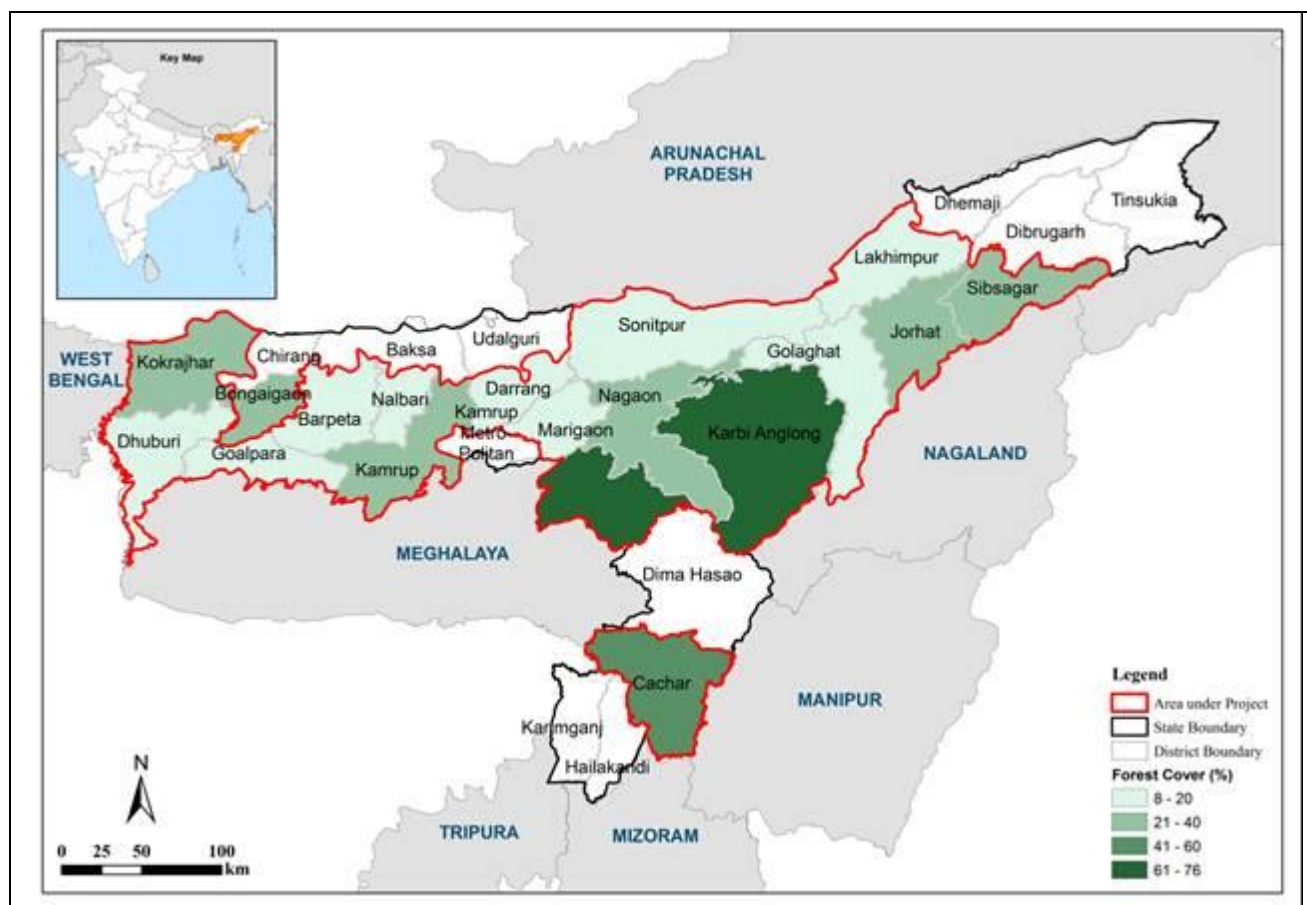 Key Map
ARUNACHAL
PRADESH
Dhemaji
Tinsukia
Dibrugarh
Lakhimpur
Sibsagar
Sonitpur
Jorhat
Golaghat
Udalguri
Baksa
Chirang
WEST
BENGAL
Kokrajhar
Bongaigaon
Barpeta
Nalbari
Darrang
Kamrup
Metro
Politan
Nagaon
Marigaon
Karbi Anglong
Dhuburi
Goalpara
Kamrup
NAGALAND
MEGHALAYA
Dima Hasao
Cachar
MANIPUR
Karimganj
Hailakandi
TRIPURA
MIZORAM
N
0 25 50 100
km
Legend
Area under Project
State Boundary
District Boundary
Forest Cover (%)
8 - 20
21 - 40
41 - 60
61 - 76